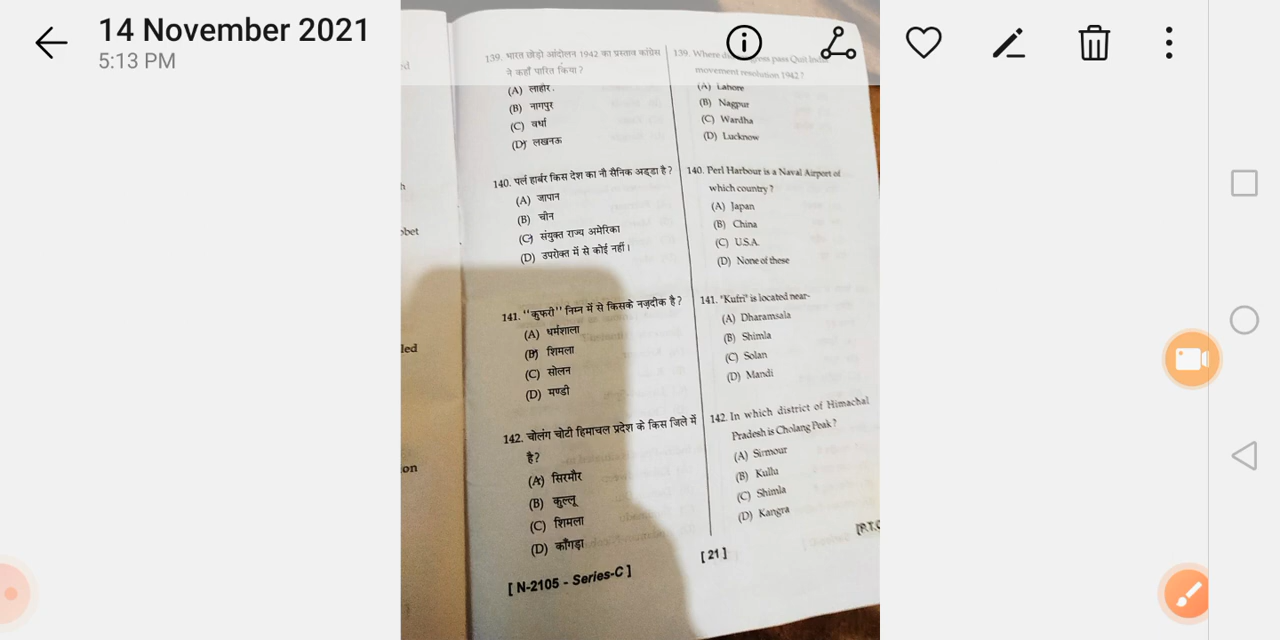 14 November 2021
5:13 PM
139. भारत छोड़ो आंदोलन 1942 का प्रस्ताव कांग्रेस
ने कहाँ पारित किया?
(A) लाहौर
(B) नागपुर
(C) वर्धा
(D) लखनऊ
140. पर्ल हार्बर किस देश का नौ सैनिक अड्डा है?
(A) जापान
(B) चीन
(C) संयुक्त राज्य अमेरिका
(D) उपरोक्त में से कोई नहीं।
141. "कुफरी" निम्न में से किसके नज़दीक है?
(A) धर्मशाला
(B) शिमला
(C) सोलन
(D) मण्डी
142. चोलंग चोटी हिमाचल प्रदेश के किस जिले में
है?
(A) सिरमौर
(B) कुल्लू
(C) शिमला
(D) काँगड़ा
[ N-2105 - Series-C ]
139. Where pass Quit India
movement resolution 1942?
(A) Lahore
(B) Nagpur
(C) Wardha
(D) Lucknow
140. Perl Harbour is a Naval Airport of
which country?
(A) Japan
(B) China
(C) U.S.A.
(D) None of these
141. "Kufri" is located near-
(A) Dharamsala
(B) Shimla
(C) Solan
(D) Mandi
142. In which district of Himachal
Pradesh is Cholang Peak?
(A) Sirmour
(B) Kullu
(C) Shimla
(D) Kangra
[21]
[P.T.O